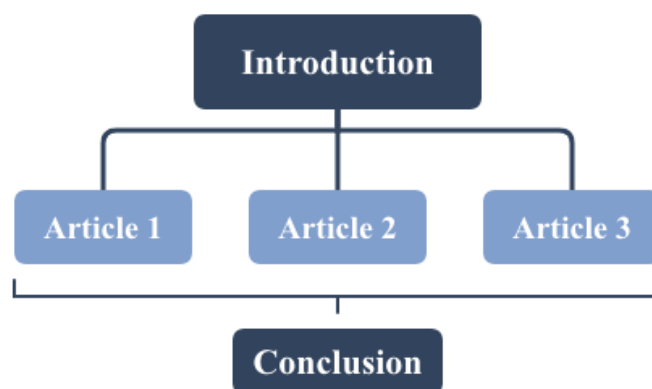 Introduction
Article 1
Article 2
Article 3
Conclusion